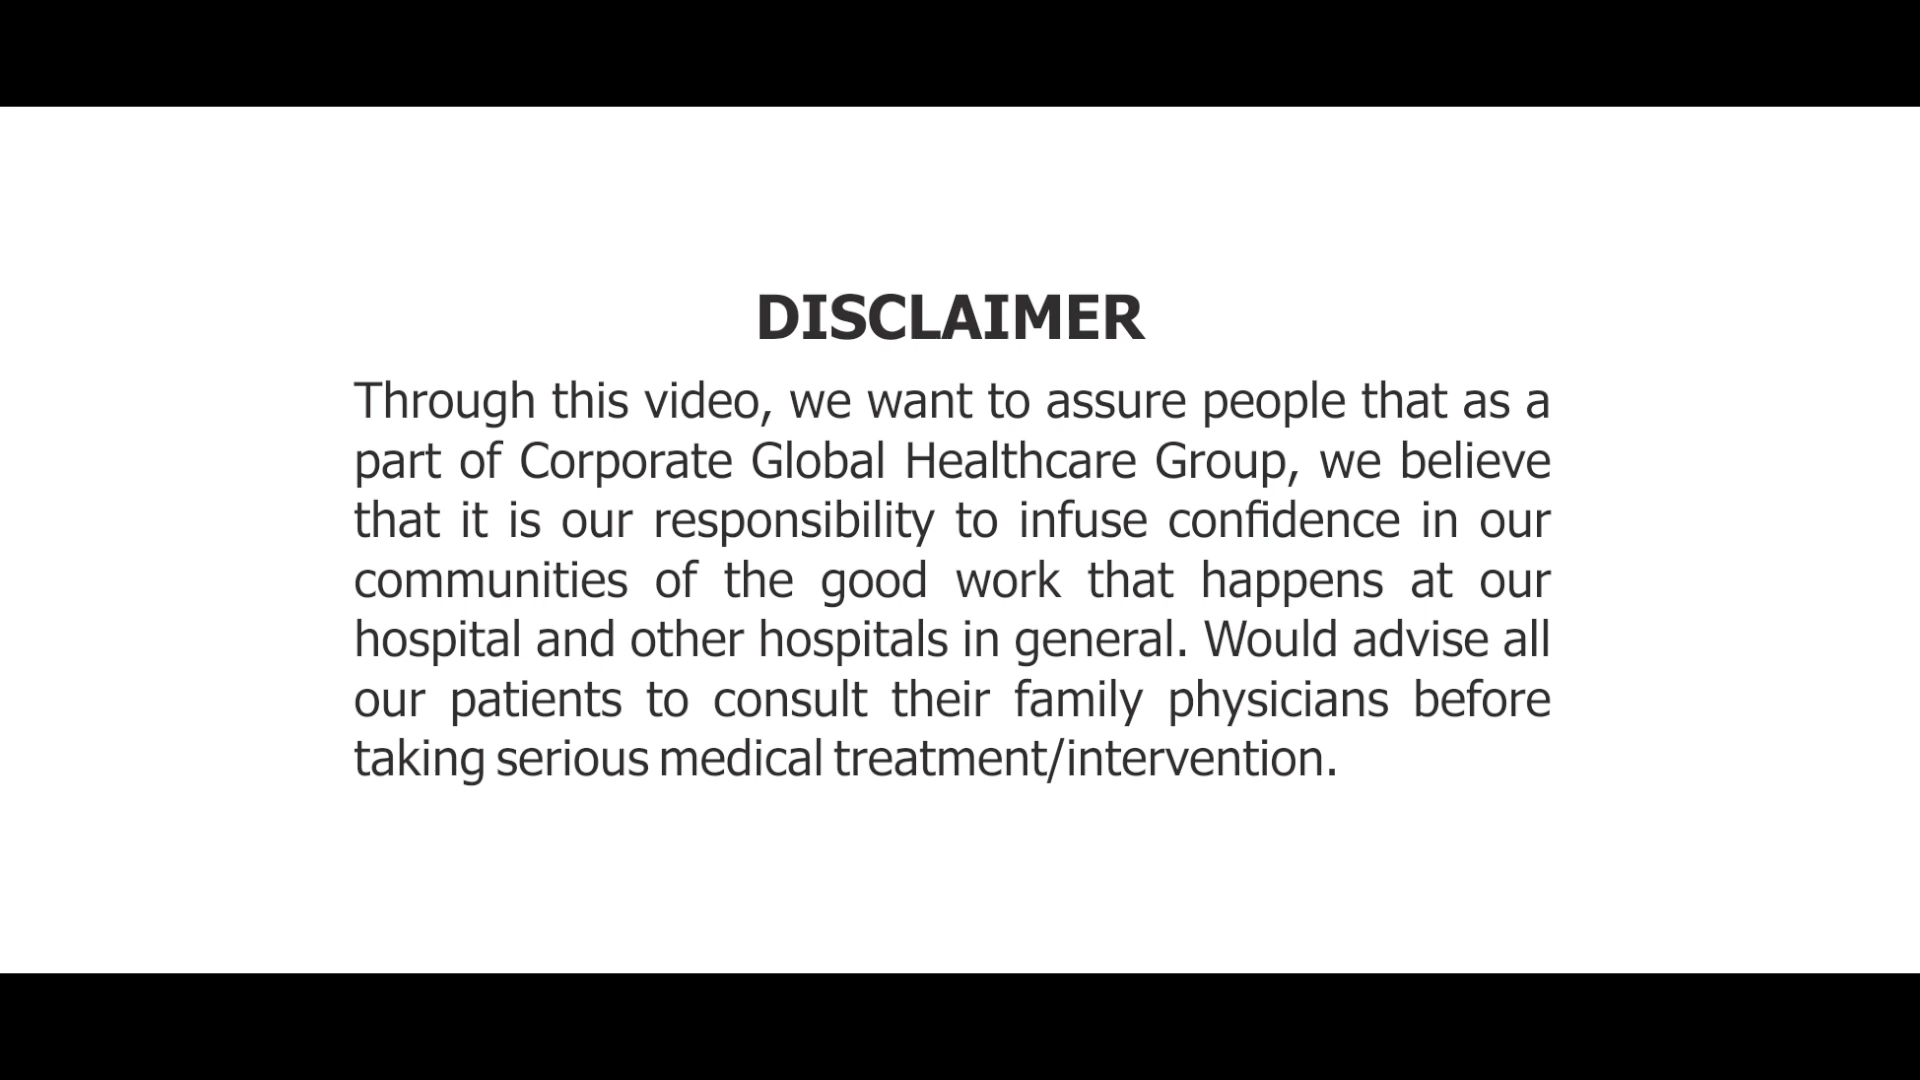 DISCLAIMER
Through this video, we want to assure people that as a
part of Corporate Global Healthcare Group, we believe
that it is our responsibility to infuse confidence in our
communities of the good work that happens at our
hospital and other hospitals in general. Would advise all
our patients to consult their family physicians before
taking serious medical treatment/intervention.